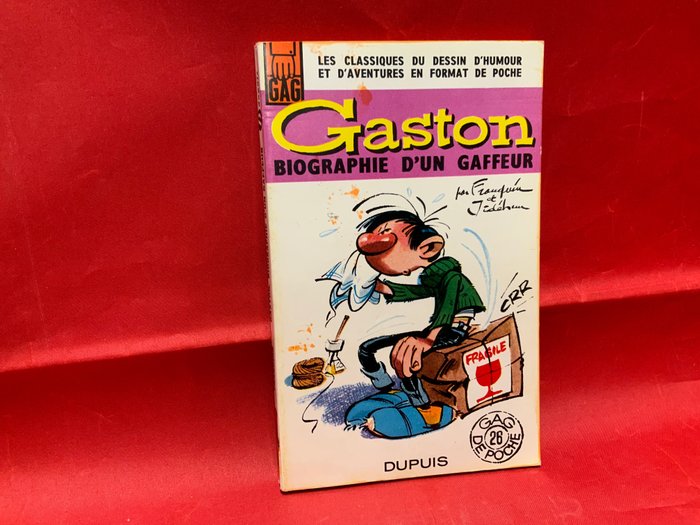 GAG
LES CLASSIQUES DU DESSIN D'HUMOUR
ET D'AVENTURES EN FORMAT DE POCHE
Gaston
BIOGRAPHIE D'UN GAFFEUR
par Franquin
et
Jidéhem
CRR
FRAGILE
GAG
26
DE POCHE
DUPUIS